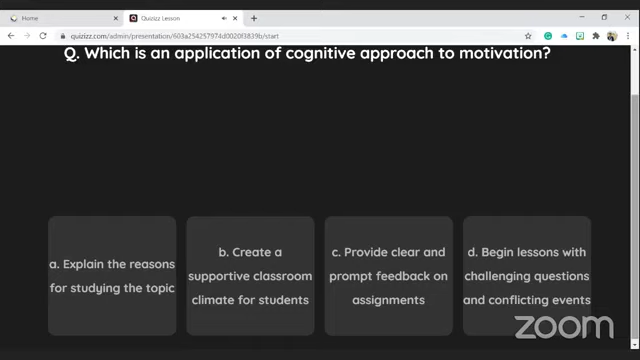 Home
Quizizz Lesson
quizizz.com/admin/presentation/603a254257974d0020f3839b/start
Q. Which is an application of cognitive approach to motivation?
a. Explain the reasons
for studying the topic
b. Create a
supportive classroom
climate for students
c. Provide clear and
prompt feedback on
assignments
d. Begin lessons with
challenging questions
and conflicting events
zoom